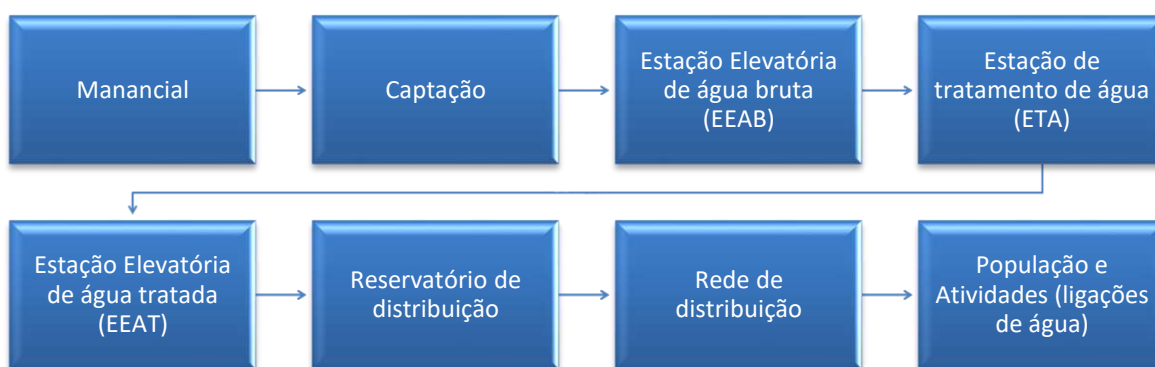 Manancial
Captação
Estação Elevatória
de água bruta
(EEAB)
Estação de
tratamento de água
(ETA)
Estação Elevatória
de água tratada
(EEAT)
Reservatório de
distribuição
Rede de
distribuição
População e
Atividades (ligações
de água)